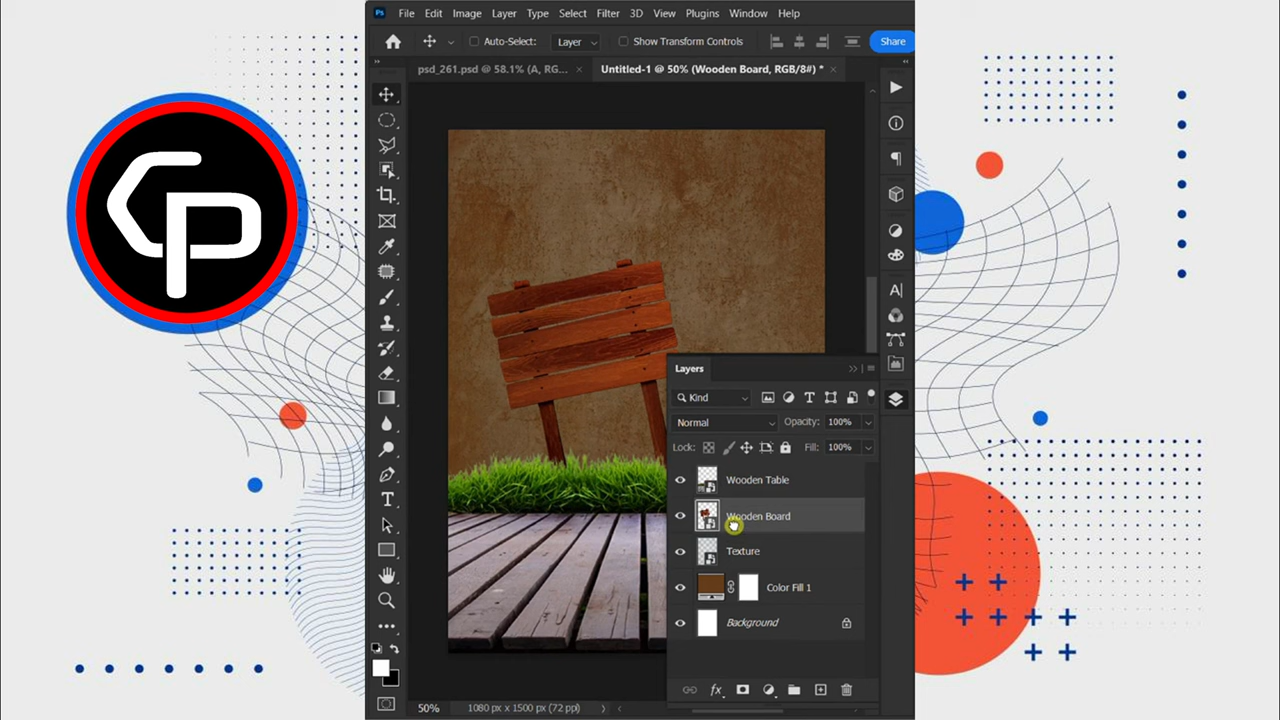 CP
Ps File Edit Image Layer Type Select Filter 3D View Plugins Window Help
Auto-Select: Layer Show Transform Controls Share
psd_261.psd @ 58.1% (A, RG... × Untitled-1 @ 50% (Wooden Board, RGB/8#) * ×
Layers
Kind
Normal Opacity: 100%
Lock: Fill: 100%
Wooden Table
Wooden Board
Texture
Color Fill 1
Background
50% 1080 px x 1500 px (72 ppi)